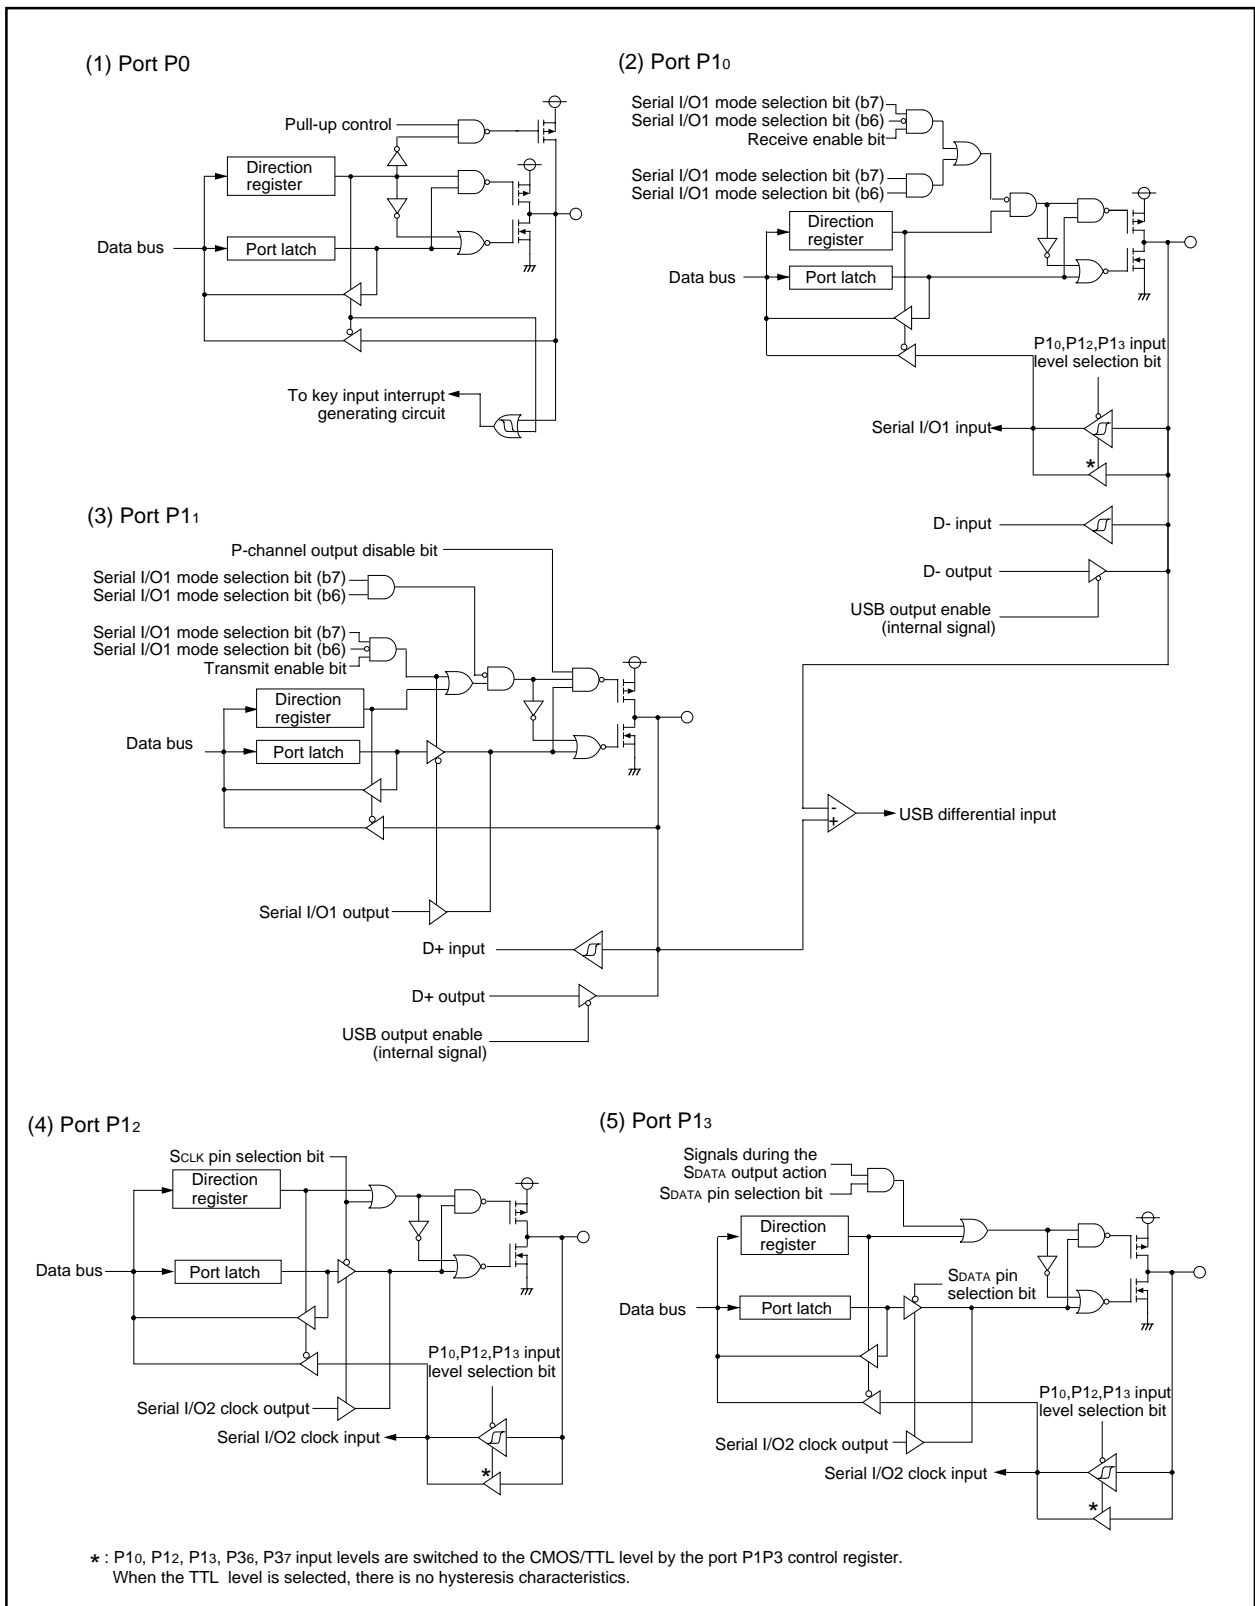 (1) Port P0
Pull-up control
Direction
register
Data bus
Port latch
To key input interrupt
generating circuit
(2) Port P10
Serial I/O1 mode selection bit (b7)
Serial I/O1 mode selection bit (b6)
Receive enable bit
Serial I/O1 mode selection bit (b7)
Serial I/O1 mode selection bit (b6)
Direction
register
Data bus
Port latch
P10,P12,P13 input
level selection bit
Serial I/O1 input
*
D- input
D- output
USB output enable
(internal signal)
(3) Port P11
P-channel output disable bit
Serial I/O1 mode selection bit (b7)
Serial I/O1 mode selection bit (b6)
Serial I/O1 mode selection bit (b7)
Serial I/O1 mode selection bit (b6)
Transmit enable bit
Direction
register
Data bus
Port latch
-
+
USB differential input
Serial I/O1 output
D+ input
D+ output
USB output enable
(internal signal)
(4) Port P12
SCLK pin selection bit
Direction
register
Data bus
Port latch
P10,P12,P13 input
level selection bit
Serial I/O2 clock output
Serial I/O2 clock input
*
(5) Port P13
Signals during the
SDATA output action
SDATA pin selection bit
Direction
register
SDATA pin
selection bit
Data bus
Port latch
P10,P12,P13 input
level selection bit
Serial I/O2 clock output
Serial I/O2 clock input
*
* : P10, P12, P13, P36, P37 input levels are switched to the CMOS/TTL level by the port P1P3 control register.
When the TTL level is selected, there is no hysteresis characteristics.